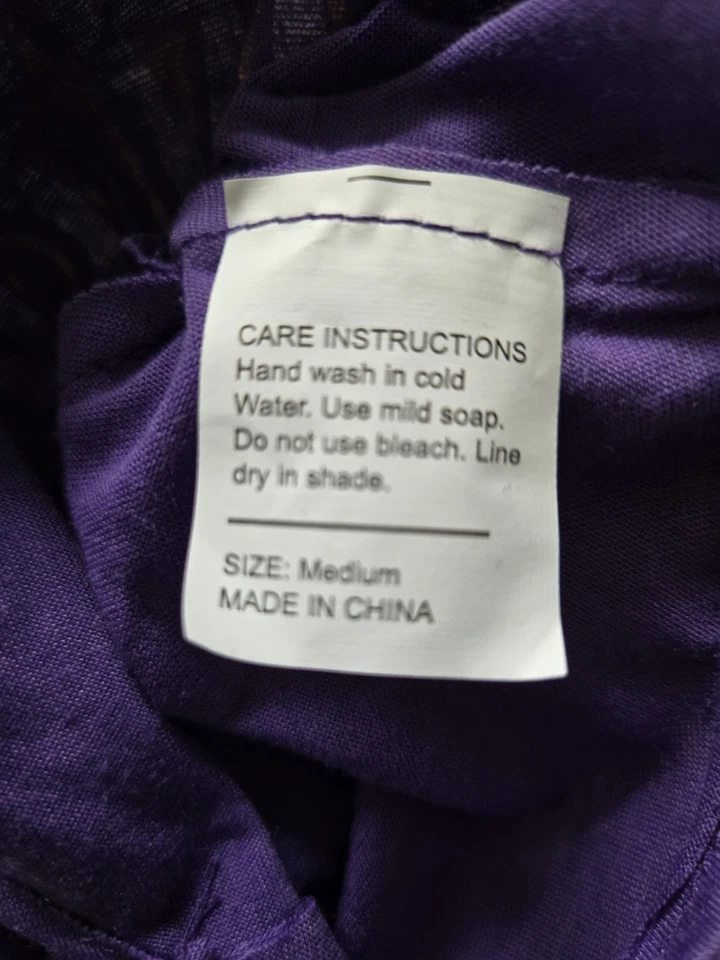 CARE INSTRUCTIONS
Hand wash in cold
Water. Use mild soap.
Do not use bleach. Line
dry in shade.
SIZE: Medium
MADE IN CHINA